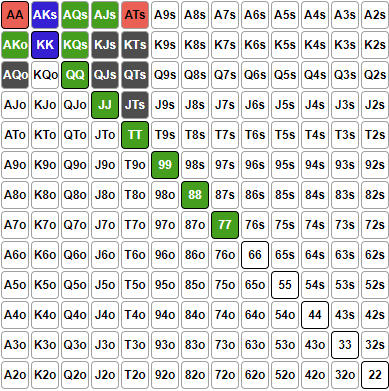 AA AKs AQs AJs ATs A9s A8s A7s A6s A5s A4s A3s A2s
AKo KK KQs KJs KTs K9s K8s K7s K6s K5s K4s K3s K2s
AQo KQo QQ QJs QTs Q9s Q8s Q7s Q6s Q5s Q4s Q3s Q2s
AJo KJo QJo JJ JTs J9s J8s J7s J6s J5s J4s J3s J2s
ATo KTo QTo JTo TT T9s T8s T7s T6s T5s T4s T3s T2s
A9o K9o Q9o J9o T9o 99 98s 97s 96s 95s 94s 93s 92s
A8o K8o Q8o J8o T8o 98o 88 87s 86s 85s 84s 83s 82s
A7o K7o Q7o J7o T7o 97o 87o 77 76s 75s 74s 73s 72s
A6o K6o Q6o J6o T6o 96o 86o 76o 66 65s 64s 63s 62s
A5o K5o Q5o J5o T5o 95o 85o 75o 65o 55 54s 53s 52s
A4o K4o Q4o J4o T4o 94o 84o 74o 64o 54o 44 43s 42s
A3o K3o Q3o J3o T3o 93o 83o 73o 63o 53o 43o 33 32s
A2o K2o Q2o J2o T2o 92o 82o 72o 62o 52o 42o 32o 22